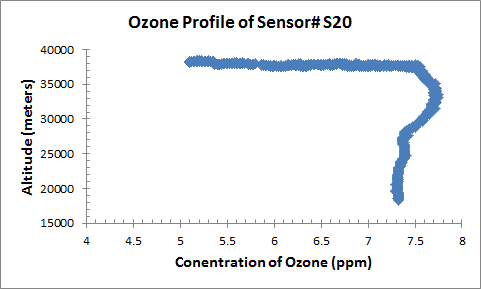 Ozone Profile of Sensor# S20
40000
35000
30000
25000
20000
15000
Altitude (meters)
4 4.5 5 5.5 6 6.5 7 7.5 8
Conentration of Ozone (ppm)